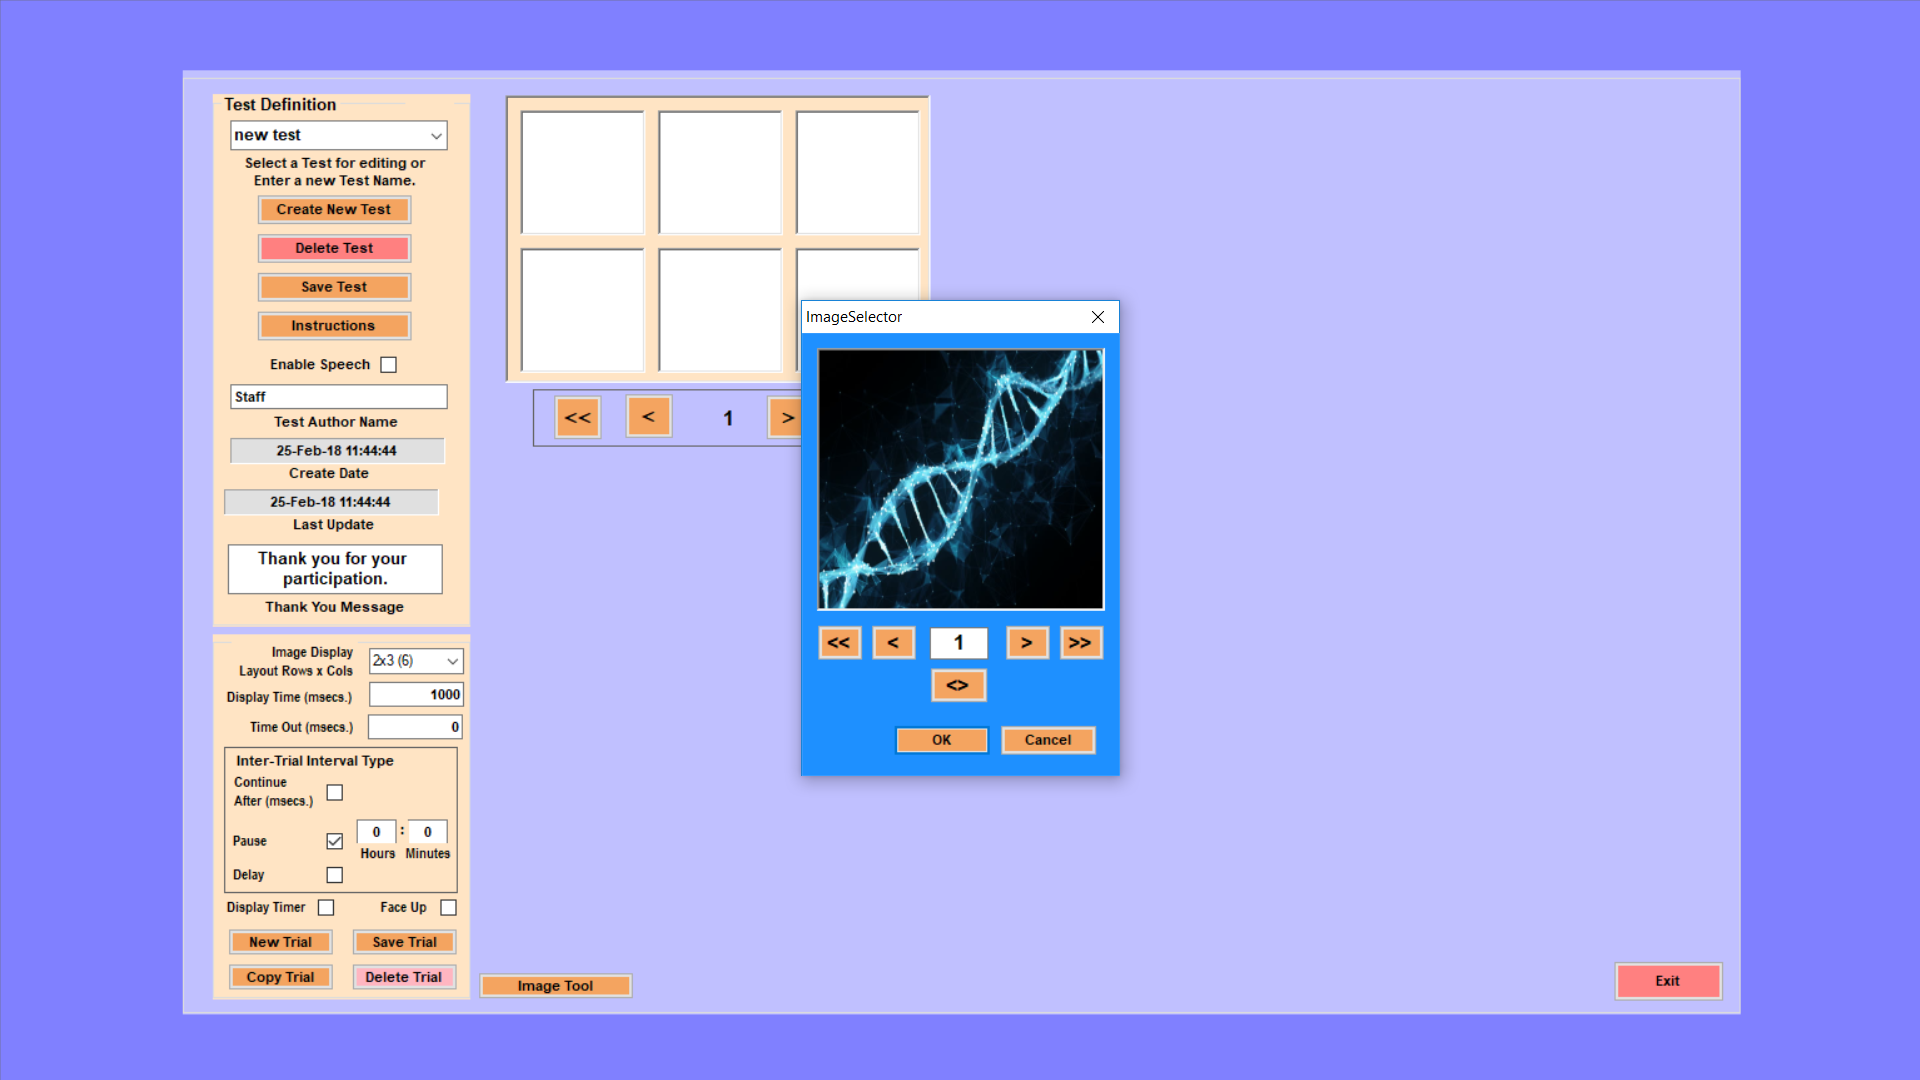 Test Definition
new test
Select a Test for editing or
Enter a new Test Name.
Create New Test
Delete Test
Save Test
Instructions
Enable Speech
Staff
Test Author Name
25-Feb-18 11:44:44
Create Date
25-Feb-18 11:44:44
Last Update
Thank you for your
participation.
Thank You Message
Image Display
Layout Rows x Cols
2x3 (6)
Display Time (msecs.)
1000
Time Out (msecs.)
0
Inter-Trial Interval Type
Continue
After (msecs.)
Pause
0 : 0
Hours Minutes
Delay
Display Timer
Face Up
New Trial
Save Trial
Copy Trial
Delete Trial
<< < 1 >
ImageSelector
<< < 1 > >>
<>
OK
Cancel
Image Tool
Exit